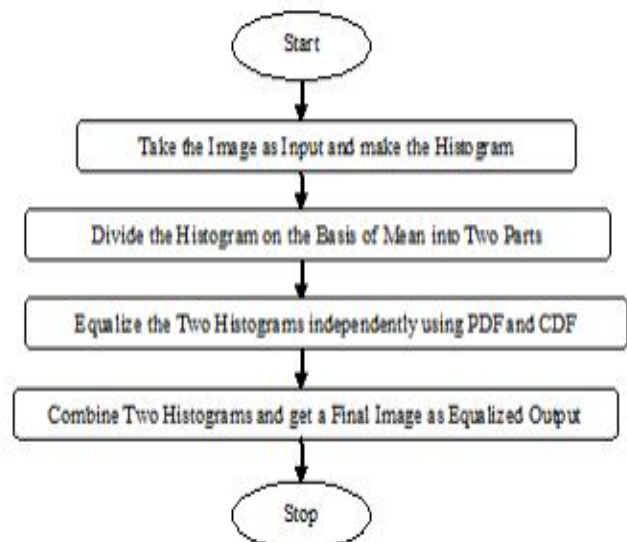 Start
Take the Image as Input and make the Histogram
Divide the Histogram on the Basis of Mean into Two Parts
Equalize the Two Histograms independently using PDF and CDF
Combine Two Histograms and get a Final Image as Equalized Output
Stop